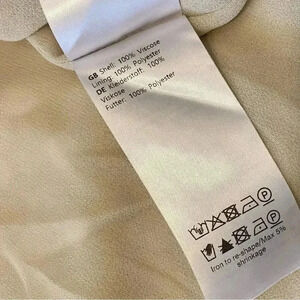 GB Shell: 100% Viscose
Lining: 100% Polyester
DE Kleiderstoff: 100%
Viskose
Futter: 100% Polyester
Iron to re-shape/Max 5%
shrinkage